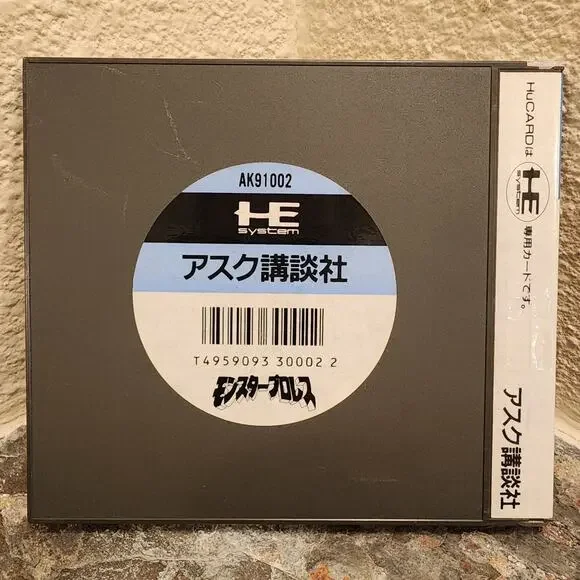 AK91002
HE
system
アスク講談社
T4959093 30002 2
モンスタープロレス
HuCARDは HE system 専用カードです。
アスク講談社